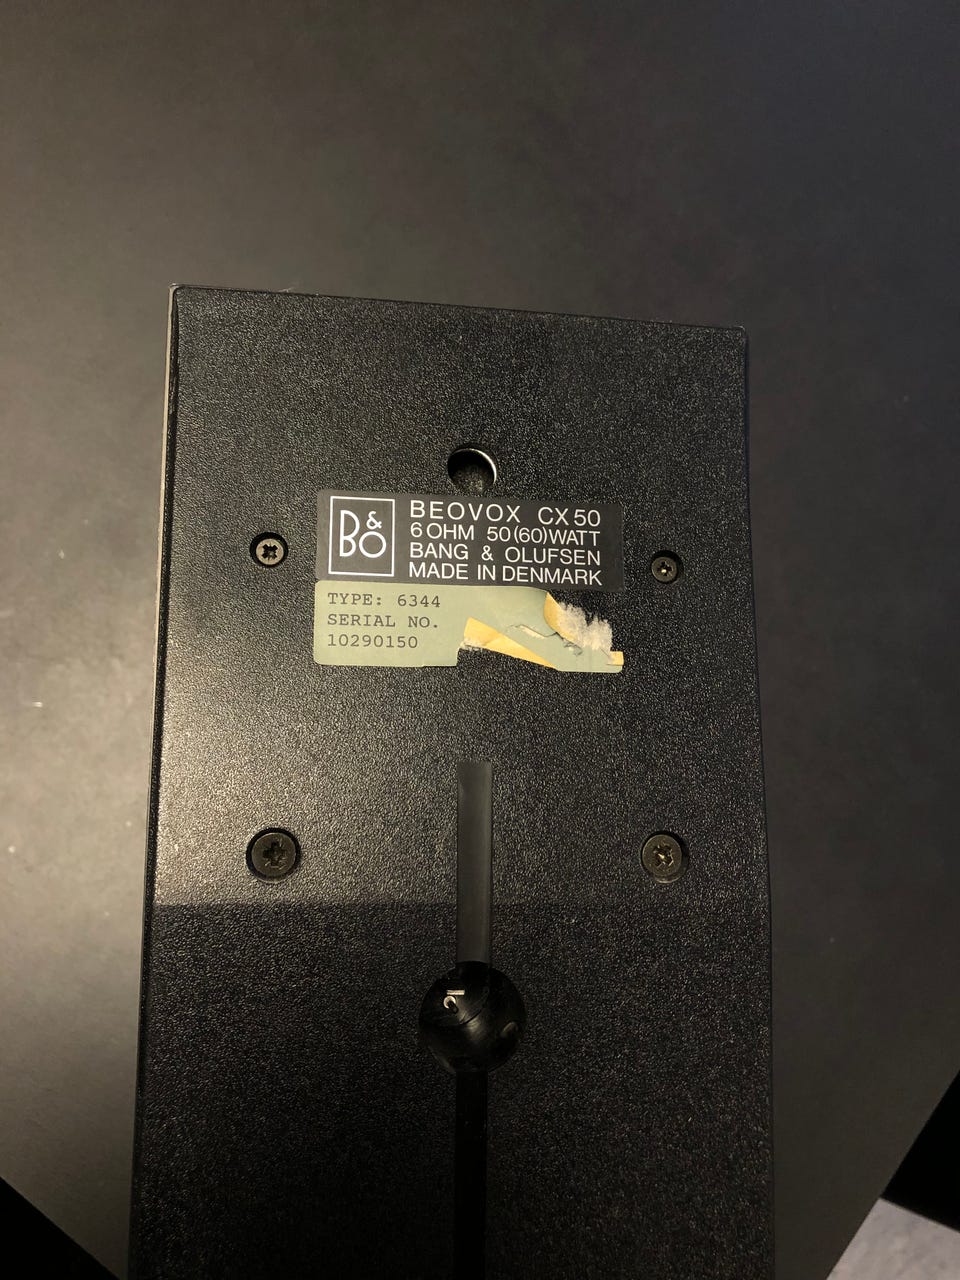 B&O
BEOVOX CX50
6 OHM 50(60)WATT
BANG & OLUFSEN
MADE IN DENMARK
TYPE: 6344
SERIAL NO.
10290150